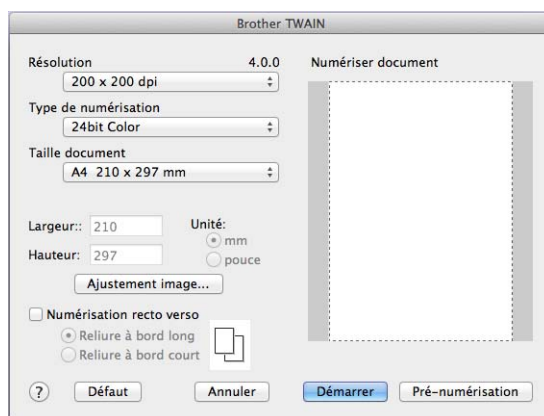 Brother TWAIN
Résolution 4.0.0
200 x 200 dpi
Type de numérisation
24bit Color
Taille document
A4 210 x 297 mm
Largeur:: 210
Hauteur: 297
Unité:
mm
pouce
Ajustement image...
Numérisation recto verso
Reliure à bord long
Reliure à bord court
? Défaut Annuler Démarrer Pré-numérisation
Numériser document